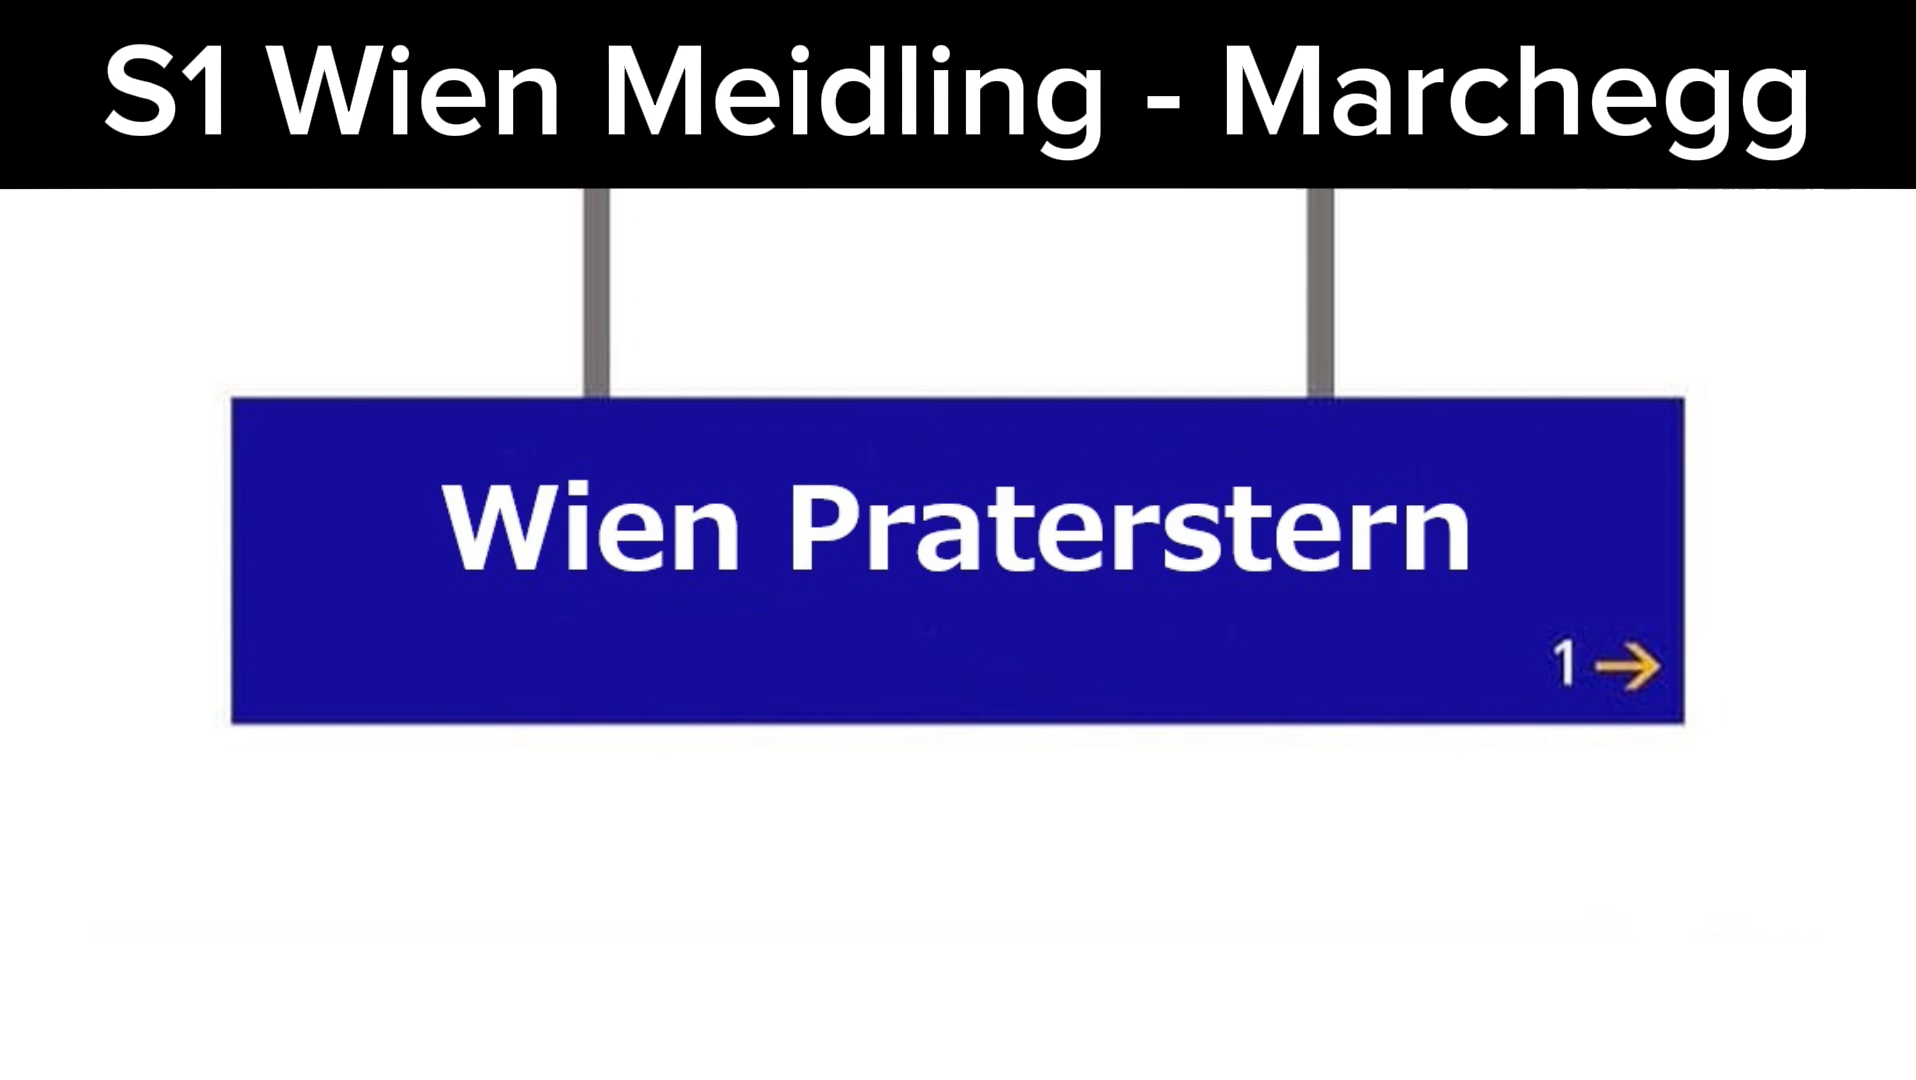 S1 Wien Meidling - Marchegg
Wien Praterstern
1 →